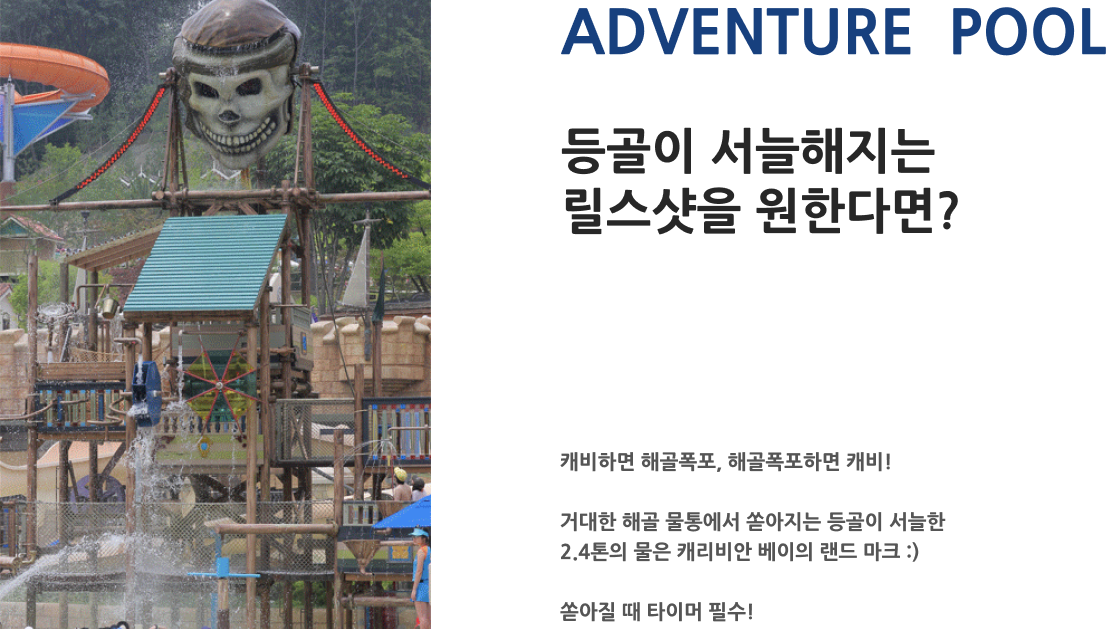 ADVENTURE POOL
등골이 서늘해지는
릴스샷을 원한다면?
캐비하면 해골폭포, 해골폭포하면 캐비!
거대한 해골 물통에서 쏟아지는 등골이 서늘한
2.4톤의 물은 캐리비안 베이의 랜드 마크 :)
쏟아질 때 타이머 필수!